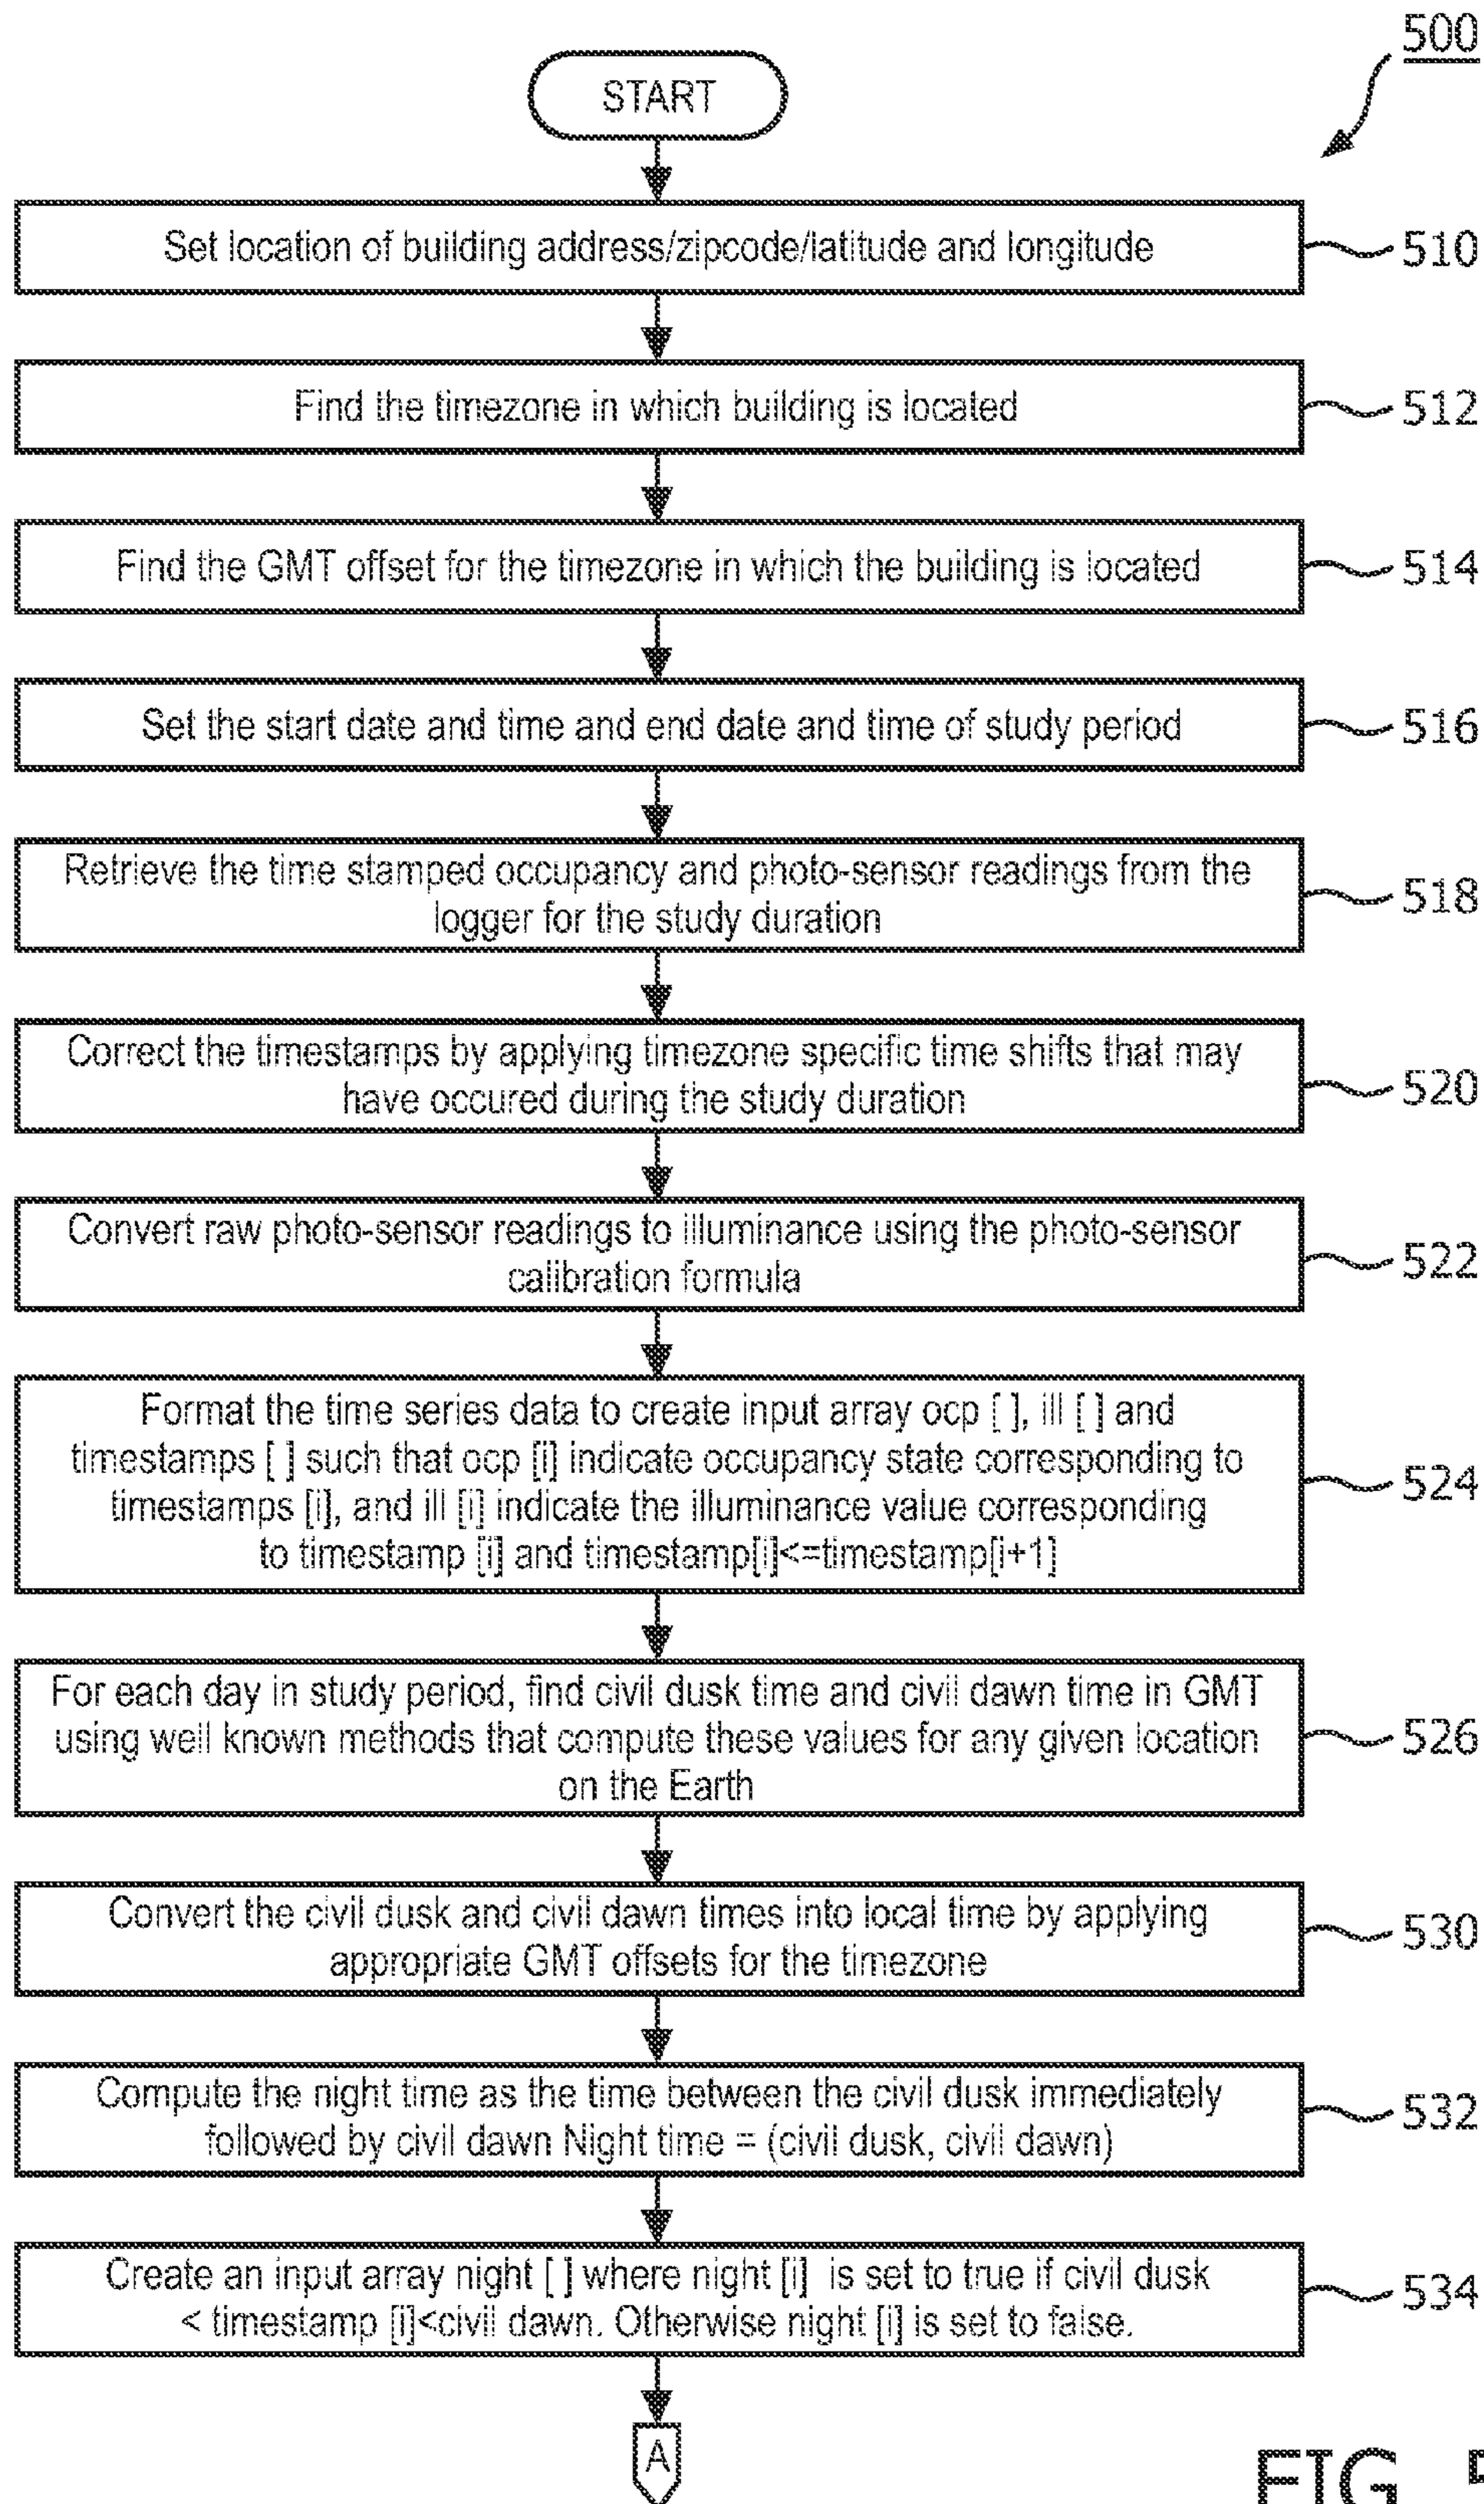 500
START
Set location of building address/zipcode/latitude and longitude
510
Find the timezone in which building is located
512
Find the GMT offset for the timezone in which the building is located
514
Set the start date and time and end date and time of study period
516
Retrieve the time stamped occupancy and photo-sensor readings from the
logger for the study duration
518
Correct the timestamps by applying timezone specific time shifts that may
have occured during the study duration
520
Convert raw photo-sensor readings to illuminance using the photo-sensor
calibration formula
522
Format the time series data to create input array ocp [ ], ill [ ] and
timestamps [ ] such that ocp [i] indicate occupancy state corresponding to
timestamps [i], and ill [i] indicate the illuminance value corresponding
to timestamp [i] and timestamp[i]<=timestamp[i+1]
524
For each day in study period, find civil dusk time and civil dawn time in GMT
using well known methods that compute these values for any given location
on the Earth
526
Convert the civil dusk and civil dawn times into local time by applying
appropriate GMT offsets for the timezone
530
Compute the night time as the time between the civil dusk immediately
followed by civil dawn Night time = (civil dusk, civil dawn)
532
Create an input array night [ ] where night [i] is set to true if civil dusk
< timestamp [i]<civil dawn. Otherwise night [i] is set to false.
534
A
FIG.